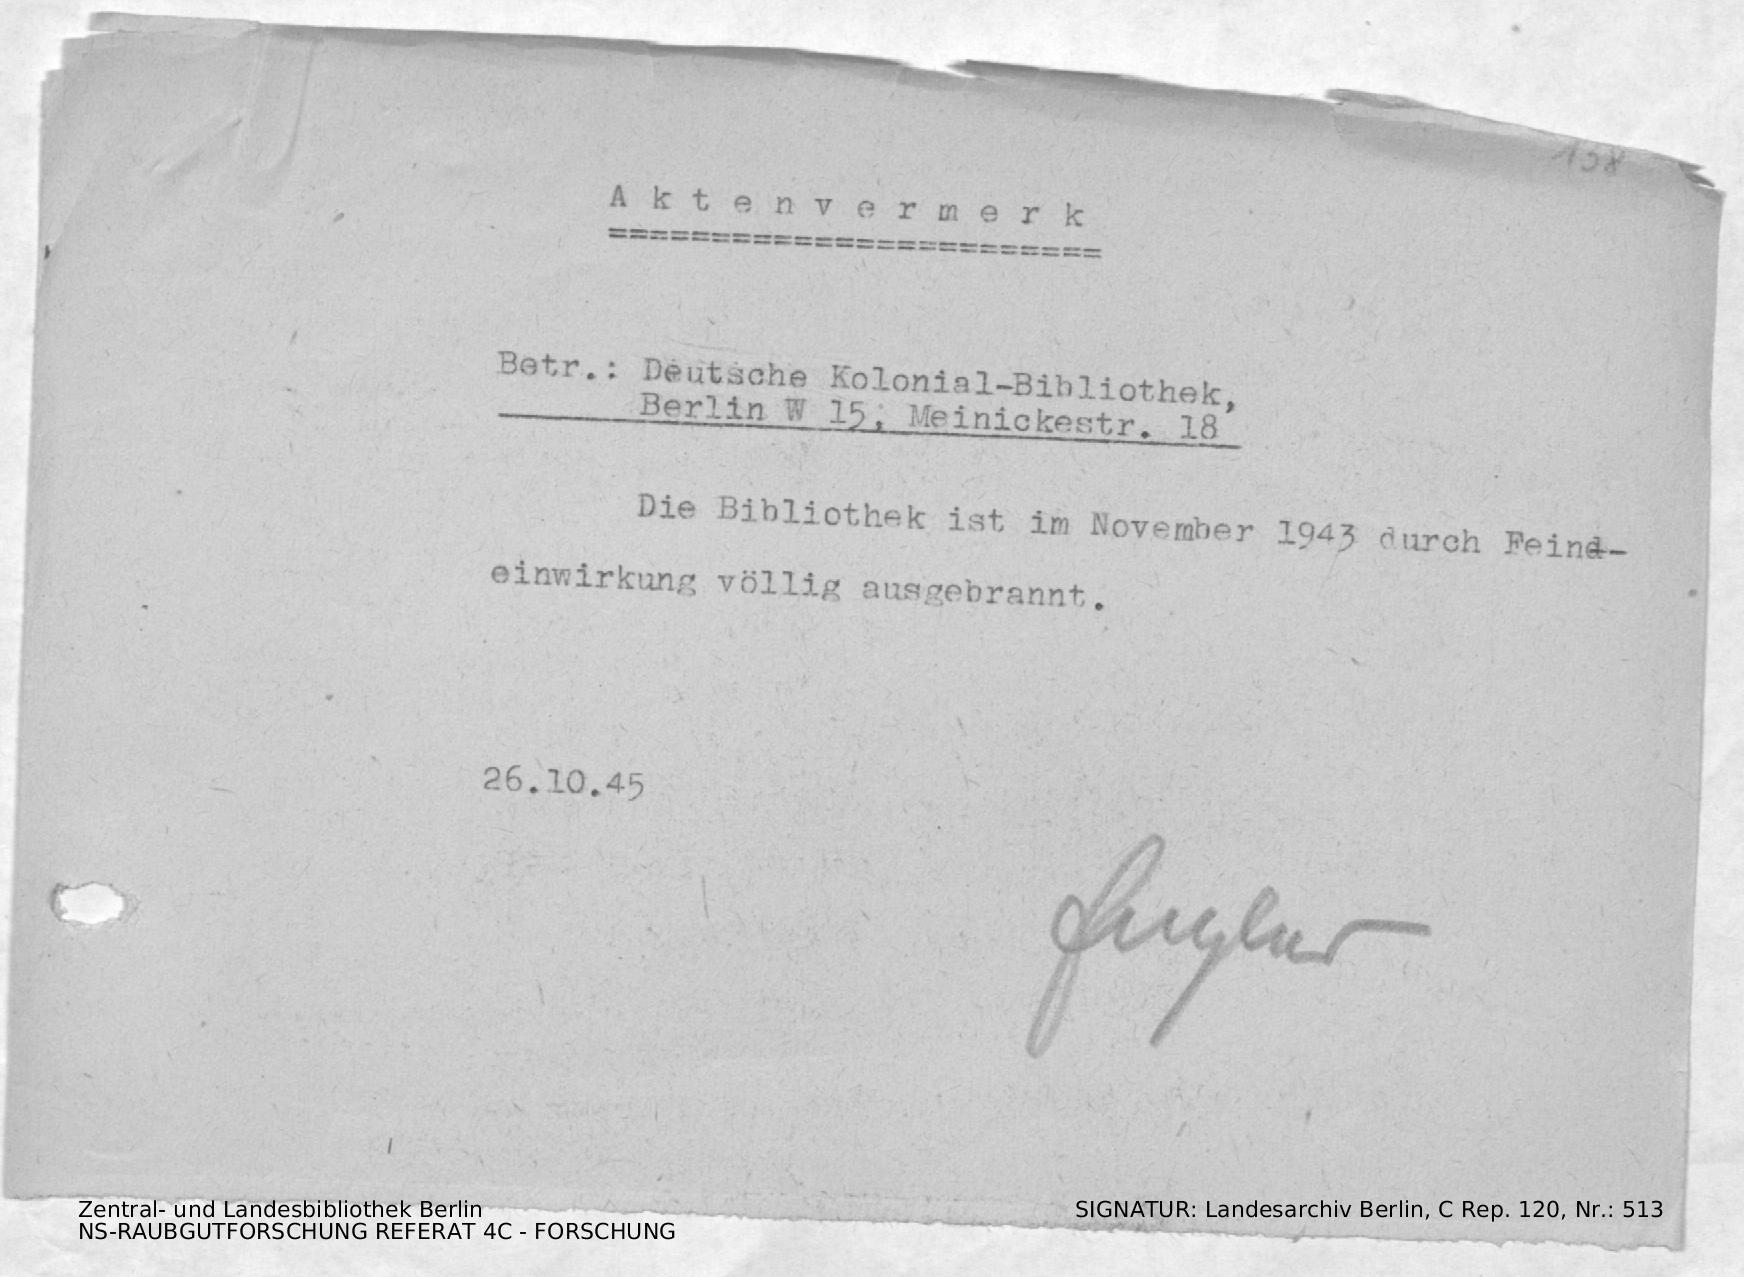 158
A k t e n v e r m e r k
========================
Betr.: Deutsche Kolonial-Bibliothek,
Berlin W 15, Meinickestr. 18
Die Bibliothek ist im November 1943 durch Feind-
einwirkung völlig ausgebrannt.
26.10.45
Zentral- und Landesbibliothek Berlin
NS-RAUBGUTFORSCHUNG REFERAT 4C - FORSCHUNG
SIGNATUR: Landesarchiv Berlin, C Rep. 120, Nr.: 513